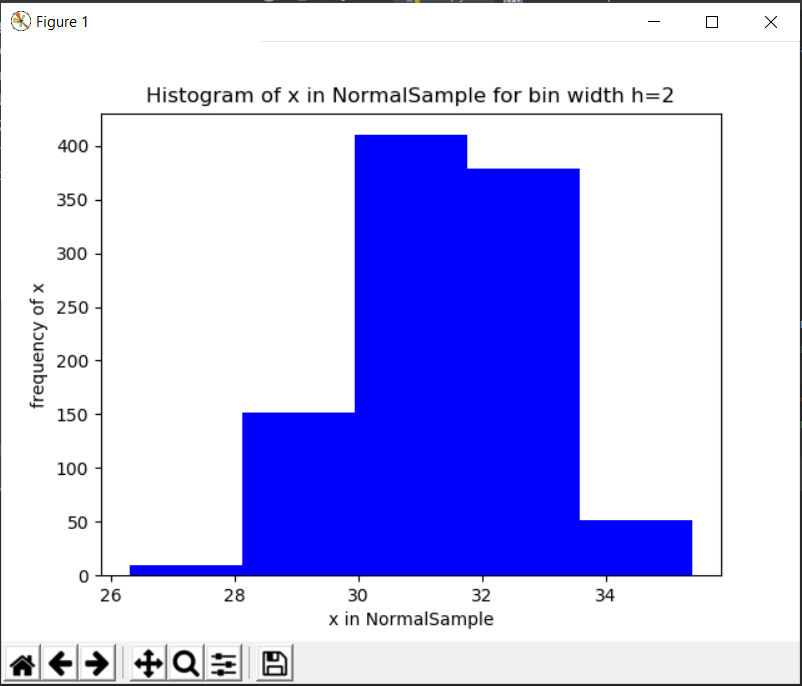 Figure 1
Histogram of x in NormalSample for bin width h=2
400
350
300
250
200
150
100
50
0
frequency of x
26 28 30 32 34
x in NormalSample